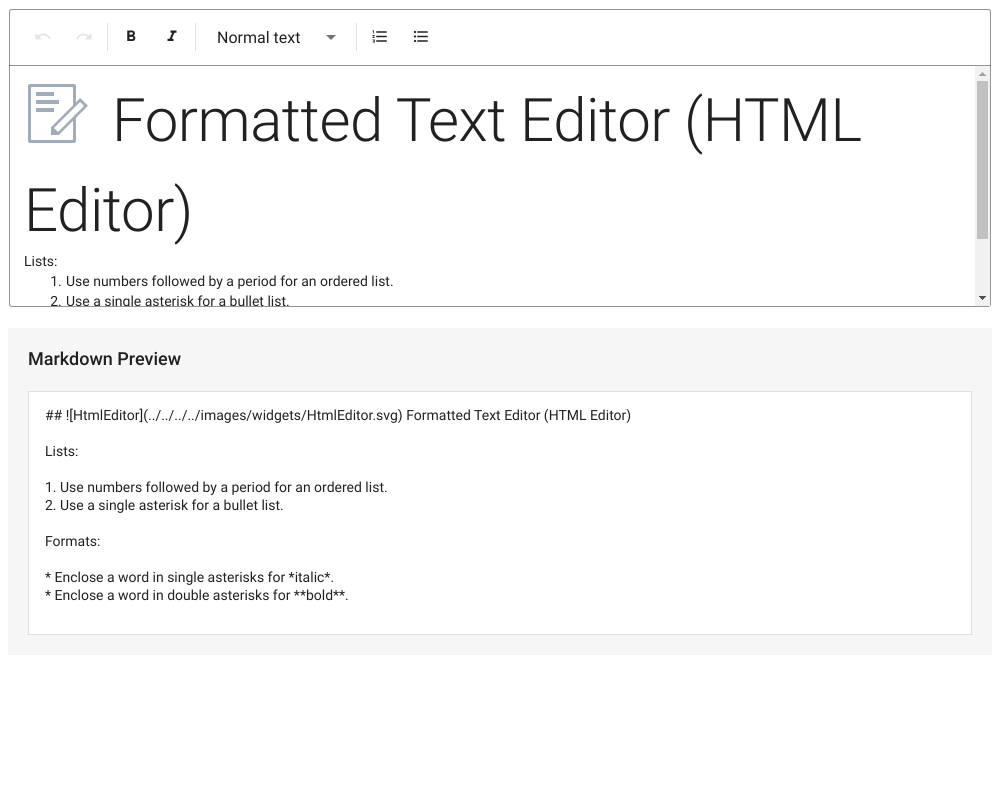 B I Normal text
Formatted Text Editor (HTML
Editor)
Lists:
1. Use numbers followed by a period for an ordered list.
2. Use a single asterisk for a bullet list.
Markdown Preview
## ![HtmlEditor](../../../../images/widgets/HtmlEditor.svg) Formatted Text Editor (HTML Editor)
Lists:
1. Use numbers followed by a period for an ordered list.
2. Use a single asterisk for a bullet list.
Formats:
* Enclose a word in single asterisks for *italic*.
* Enclose a word in double asterisks for **bold**.